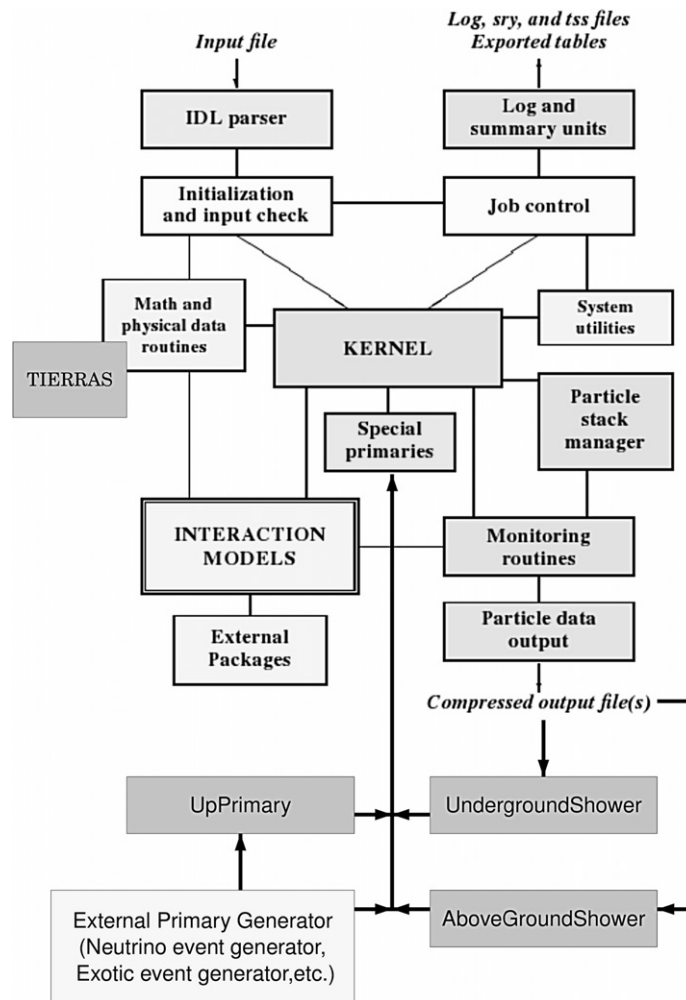 Input file
Log, sry, and tss files
Exported tables
IDL parser
Log and
summary units
Initialization
and input check
Job control
Math and
physical data
routines
System
utilities
KERNEL
TIERRAS
Particle
stack
manager
Special
primaries
INTERACTION
MODELS
Monitoring
routines
External
Packages
Particle data
output
Compressed output file(s)
UpPrimary
UndergroundShower
External Primary Generator
(Neutrino event generator,
Exotic event generator,etc.)
AboveGroundShower